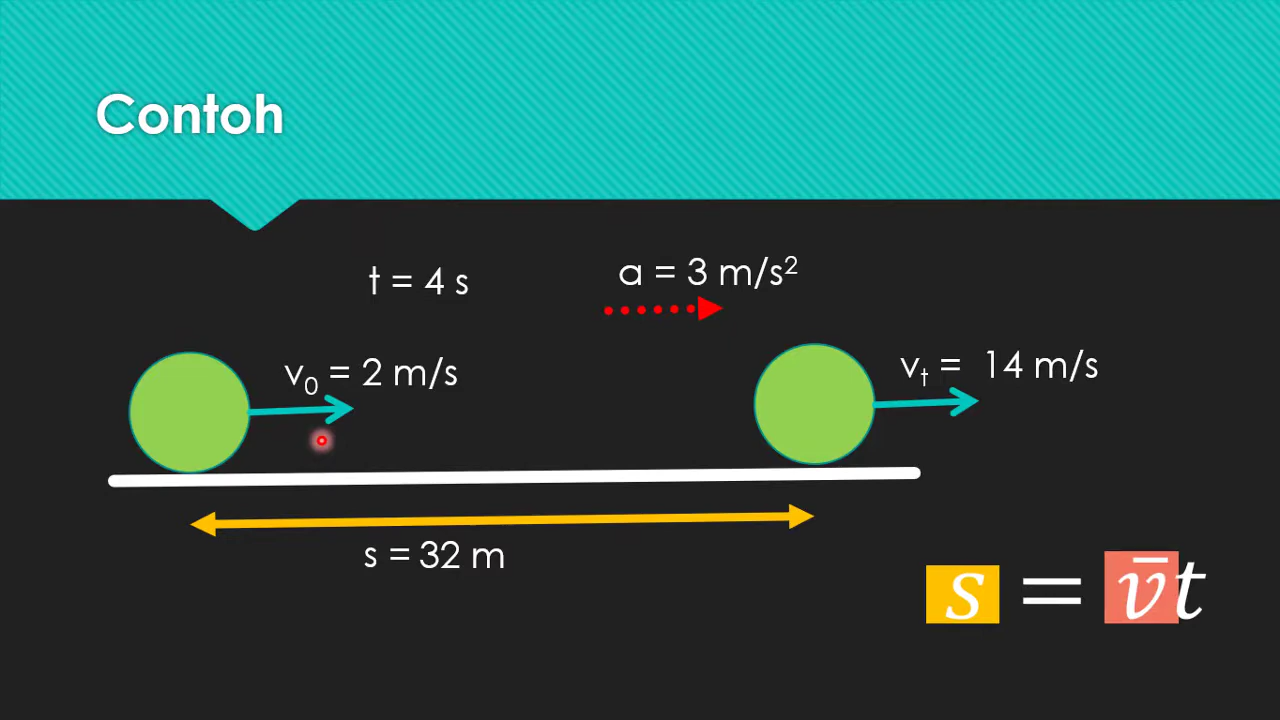 Contoh
t = 4 s
a = 3 m/s²
v₀ = 2 m/s
vₜ = 14 m/s
s = 32 m
s = v̄t